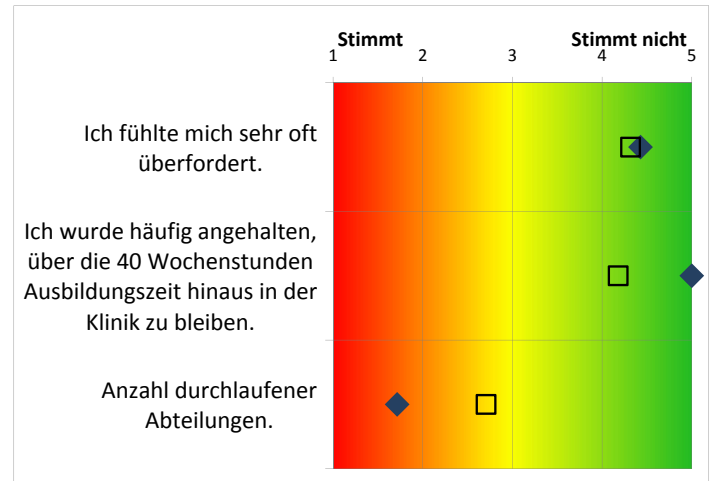 Stimmt Stimmt nicht
1 2 3 4 5
Ich fühlte mich sehr oft
überfordert.
Ich wurde häufig angehalten,
über die 40 Wochenstunden
Ausbildungszeit hinaus in der
Klinik zu bleiben.
Anzahl durchlaufener
Abteilungen.